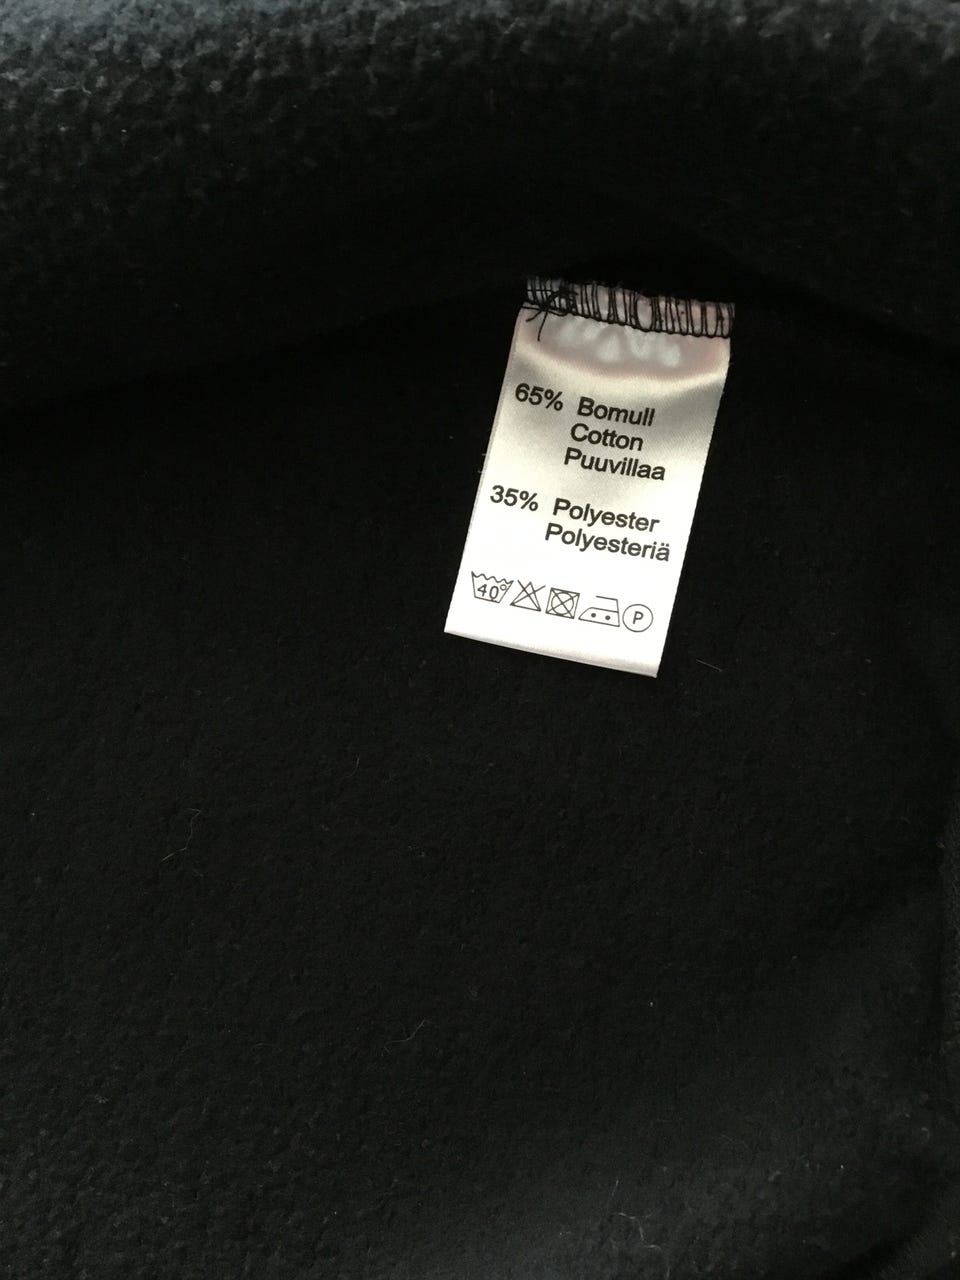 65% Bomull
Cotton
Puuvillaa
35% Polyester
Polyesteriä
40° P